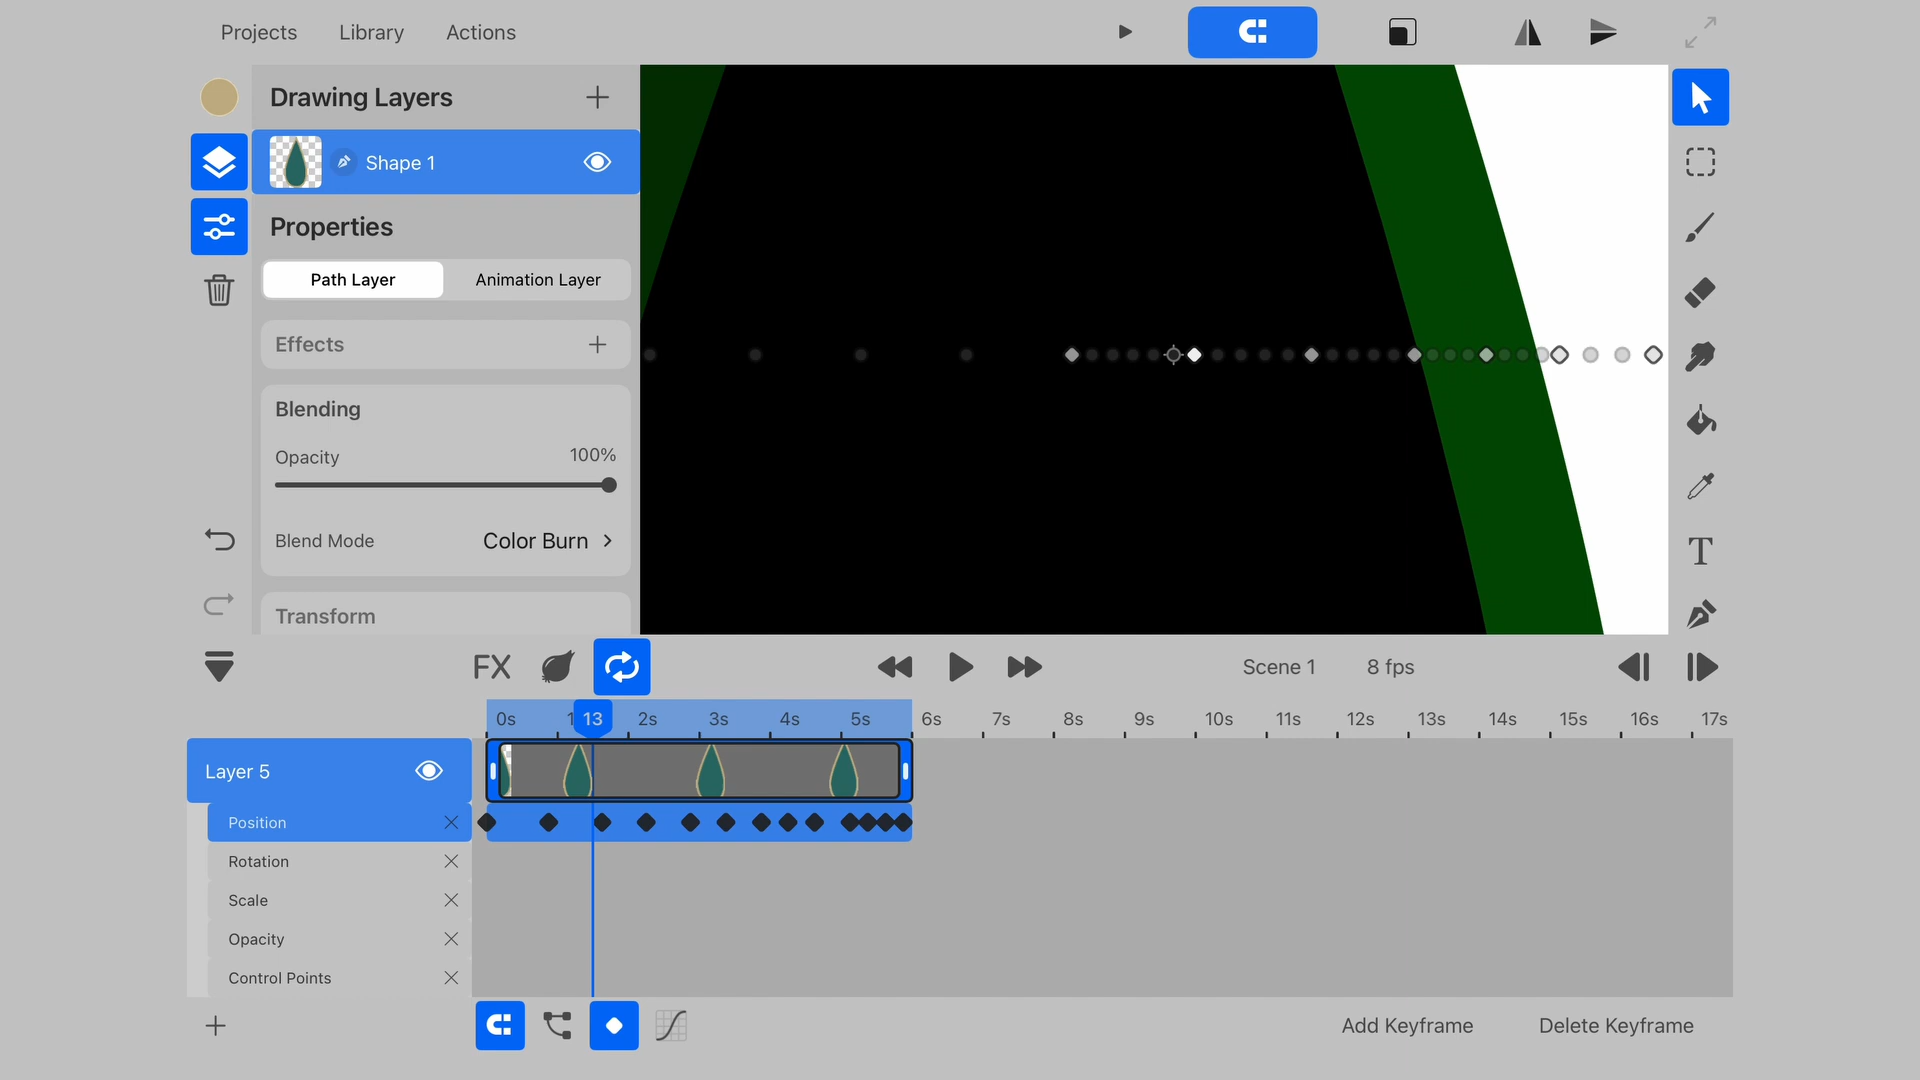 Projects Library Actions
Drawing Layers
Shape 1
Properties
Path Layer Animation Layer
Effects
Blending
Opacity 100%
Blend Mode Color Burn
Transform
T
FX Scene 1 8 fps
0s 1 13 2s 3s 4s 5s 6s 7s 8s 9s 10s 11s 12s 13s 14s 15s 16s 17s
Layer 5
Position
Rotation
Scale
Opacity
Control Points
Add Keyframe Delete Keyframe